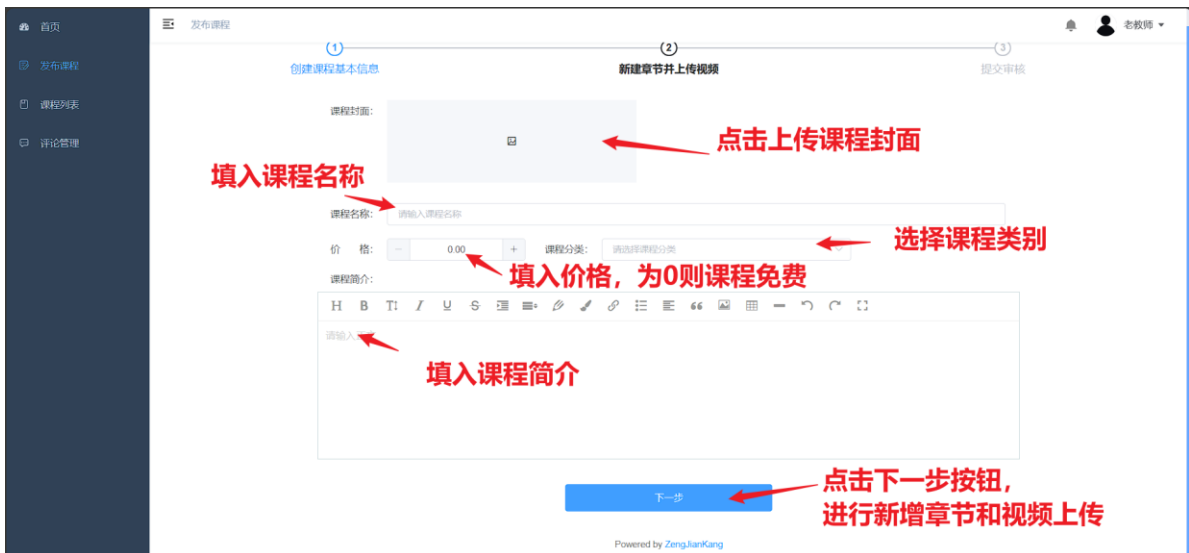 首页
发布课程
老教师
发布课程
课程列表
评论管理
1
2
3
创建课程基本信息
新建章节并上传视频
提交审核
课程封面:
点击上传课程封面
填入课程名称
课程名称:
请输入课程名称
选择课程类别
价 格:
0.00
课程分类:
请选择课程分类
填入价格，为0则课程免费
课程简介:
请输入
填入课程简介
下一步
点击下一步按钮，
进行新增章节和视频上传
Powered by ZengJianKang